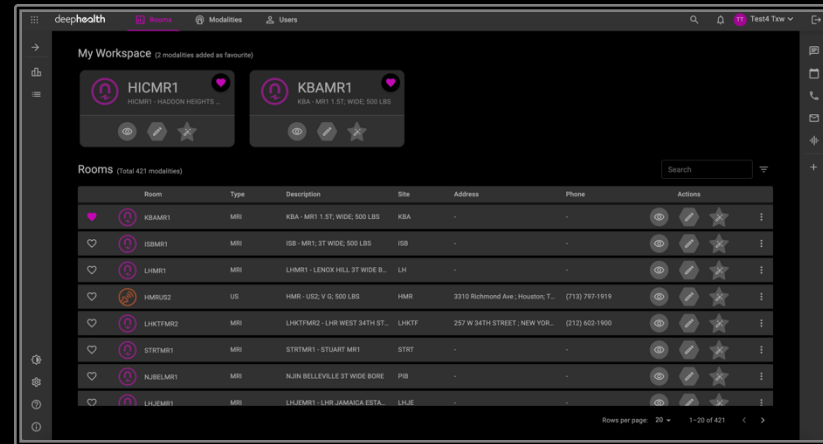 deephealth Rooms Modalities Users TT Test4 Txw
My Workspace (2 modalities added as favourite)
HICMR1
HICMR1 - HADDON HEIGHTS ...
KBAMR1
KBA - MR1 1.5T; WIDE; 500 LBS
Rooms (Total 421 modalities)
Search
Room Type Description Site Address Phone Actions
KBAMR1 MRI KBA - MR1 1.5T; WIDE; 500 LBS KBA - -
ISBMR1 MRI ISB - MR1; 3T WIDE; 500 LBS ISB - -
LHMR1 MRI LHMR1 - LENOX HILL 3T WIDE B... LH - -
HMRUS2 US HMR - US2; V G; 500 LBS HMR 3310 Richmond Ave ; Houston; T... (713) 797-1919
LHKTFMR2 MRI LHKTFMR2 - LHR WEST 34TH ST... LHKTF 257 W 34TH STREET ; NEW YOR... (212) 602-1900
STRTMR1 MRI STRTMR1 - STUART MR1 STRT - -
NJBELMR1 MRI NJIN BELLEVILLE 3T WIDE BORE PIB - -
LHJEMR1 MRI LHJEMR1 - LHR JAMAICA ESTA... LHJE - -
Rows per page: 20 1–20 of 421